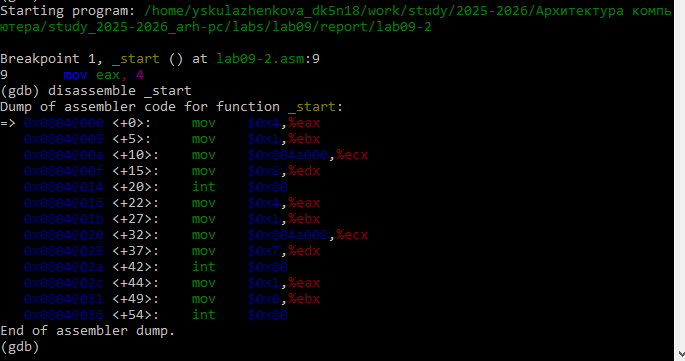 Starting program: /home/yskulazhenkova_dk5n18/work/study/2025-2026/Архитектура компь
ютера/study_2025-2026_arh-pc/labs/lab09/report/lab09-2
Breakpoint 1, _start () at lab09-2.asm:9
9 mov eax, 4
(gdb) disassemble _start
Dump of assembler code for function _start:
=> 0x08049000 <+0>: mov $0x4,%eax
0x08049005 <+5>: mov $0x1,%ebx
0x0804900a <+10>: mov $0x804a000,%ecx
0x0804900f <+15>: mov $0x8,%edx
0x08049014 <+20>: int $0x80
0x08049016 <+22>: mov $0x4,%eax
0x0804901b <+27>: mov $0x1,%ebx
0x08049020 <+32>: mov $0x804a008,%ecx
0x08049025 <+37>: mov $0x7,%edx
0x0804902a <+42>: int $0x80
0x0804902c <+44>: mov $0x1,%eax
0x08049031 <+49>: mov $0x0,%ebx
0x08049036 <+54>: int $0x80
End of assembler dump.
(gdb)